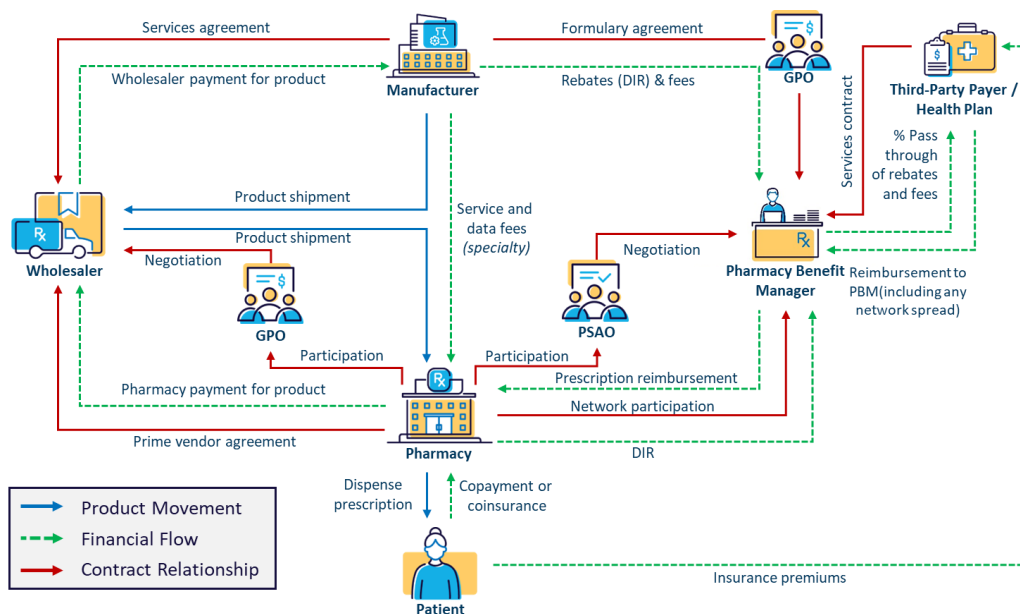 Services agreement
Formulary agreement
$
GPO
$
Third-Party Payer /
Health Plan
Wholesaler payment for product
Manufacturer
Rebates (DIR) & fees
Services contract
% Pass
through
of rebates
and fees
Product shipment
Rx
Wholesaler
Product shipment
Negotiation
Service and
data fees
(specialty)
Negotiation
Rx
Pharmacy Benefit
Manager
Reimbursement to
PBM(including any
network spread)
$
GPO
PSAO
Participation
Participation
Rx
Pharmacy payment for product
Prescription reimbursement
Network participation
Prime vendor agreement
Pharmacy
DIR
Dispense
prescription
Copayment or
coinsurance
Product Movement
Financial Flow
Contract Relationship
Insurance premiums
Patient